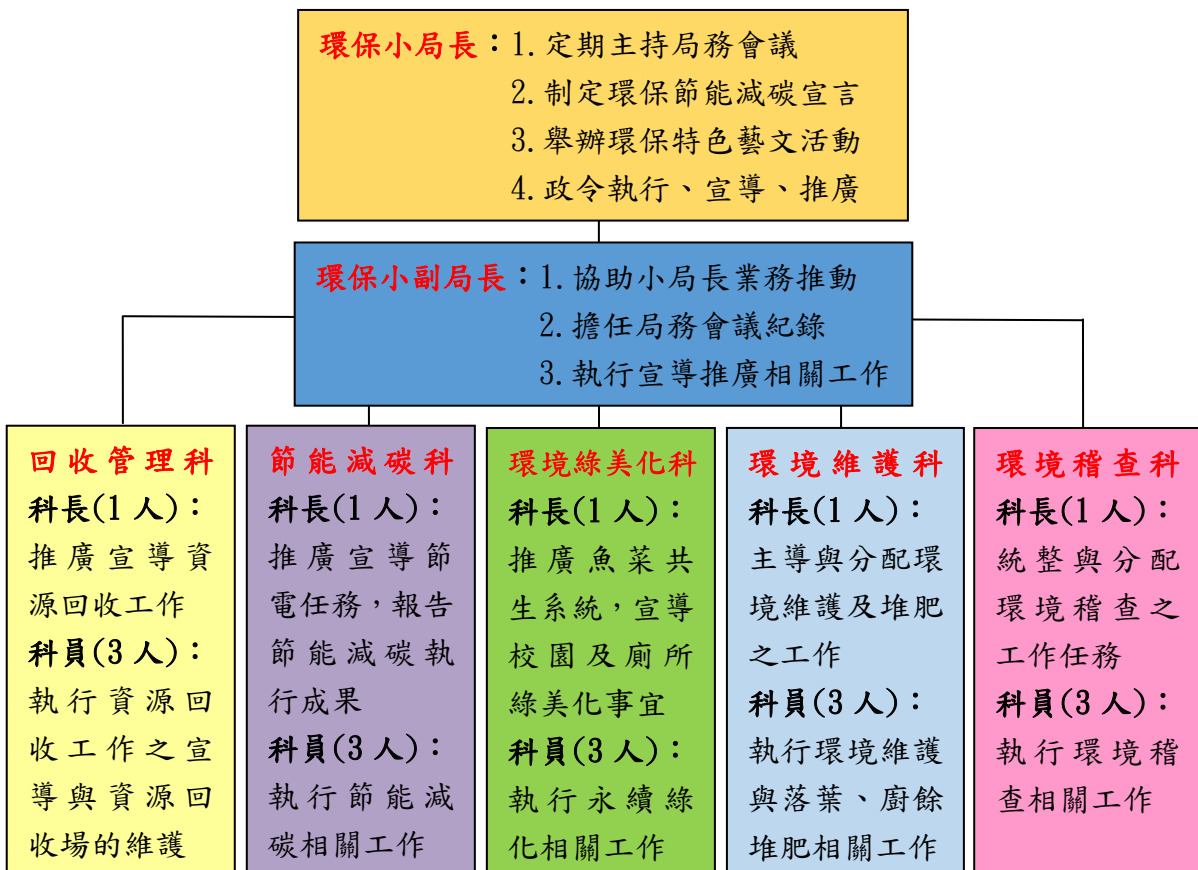 環保小局長：1.定期主持局務會議
2.制定環保節能減碳宣言
3.舉辦環保特色藝文活動
4.政令執行、宣導、推廣
環保小副局長：1.協助小局長業務推動
2.擔任局務會議紀錄
3.執行宣導推廣相關工作
回收管理科
科長(1人)：
推廣宣導資
源回收工作
科員(3人)：
執行資源回
收工作之宣
導與資源回
收場的維護
節能減碳科
科長(1人)：
推廣宣導節
電任務，報告
節能減碳執
行成果
科員(3人)：
執行節能減
碳相關工作
環境綠美化科
科長(1人)：
推廣魚菜共
生系統，宣導
校園及廁所
綠美化事宜
科員(3人)：
執行永續綠
化相關工作
環境維護科
科長(1人)：
主導與分配環
境維護及堆肥
之工作
科員(3人)：
執行環境維護
與落葉、廚餘
堆肥相關工作
環境稽查科
科長(1人)：
統整與分配
環境稽查之
工作任務
科員(3人)：
執行環境稽
查相關工作